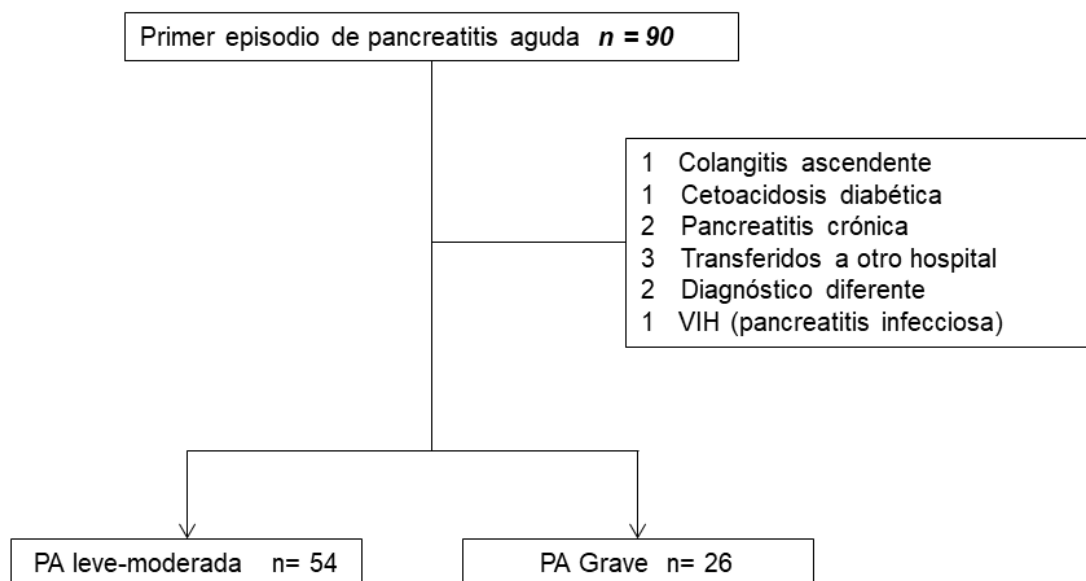 Primer episodio de pancreatitis aguda n = 90
1 Colangitis ascendente
1 Cetoacidosis diabética
2 Pancreatitis crónica
3 Transferidos a otro hospital
2 Diagnóstico diferente
1 VIH (pancreatitis infecciosa)
PA leve-moderada n= 54
PA Grave n= 26